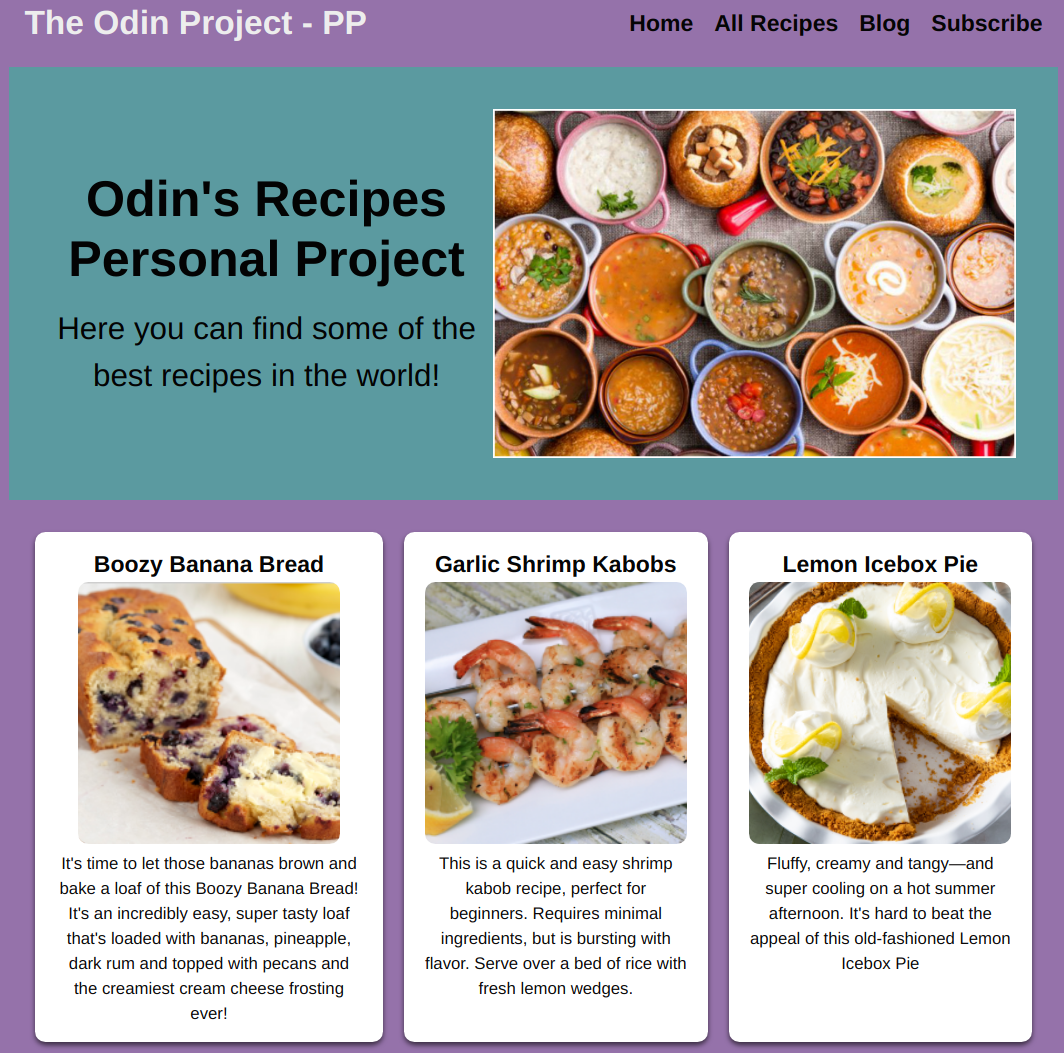 The Odin Project - PP
Home All Recipes Blog Subscribe
Odin's Recipes
Personal Project
Here you can find some of the
best recipes in the world!
Boozy Banana Bread
It's time to let those bananas brown and
bake a loaf of this Boozy Banana Bread!
It's an incredibly easy, super tasty loaf
that's loaded with bananas, pineapple,
dark rum and topped with pecans and
the creamiest cream cheese frosting
ever!
Garlic Shrimp Kabobs
This is a quick and easy shrimp
kabob recipe, perfect for
beginners. Requires minimal
ingredients, but is bursting with
flavor. Serve over a bed of rice with
fresh lemon wedges.
Lemon Icebox Pie
Fluffy, creamy and tangy—and
super cooling on a hot summer
afternoon. It's hard to beat the
appeal of this old-fashioned Lemon
Icebox Pie